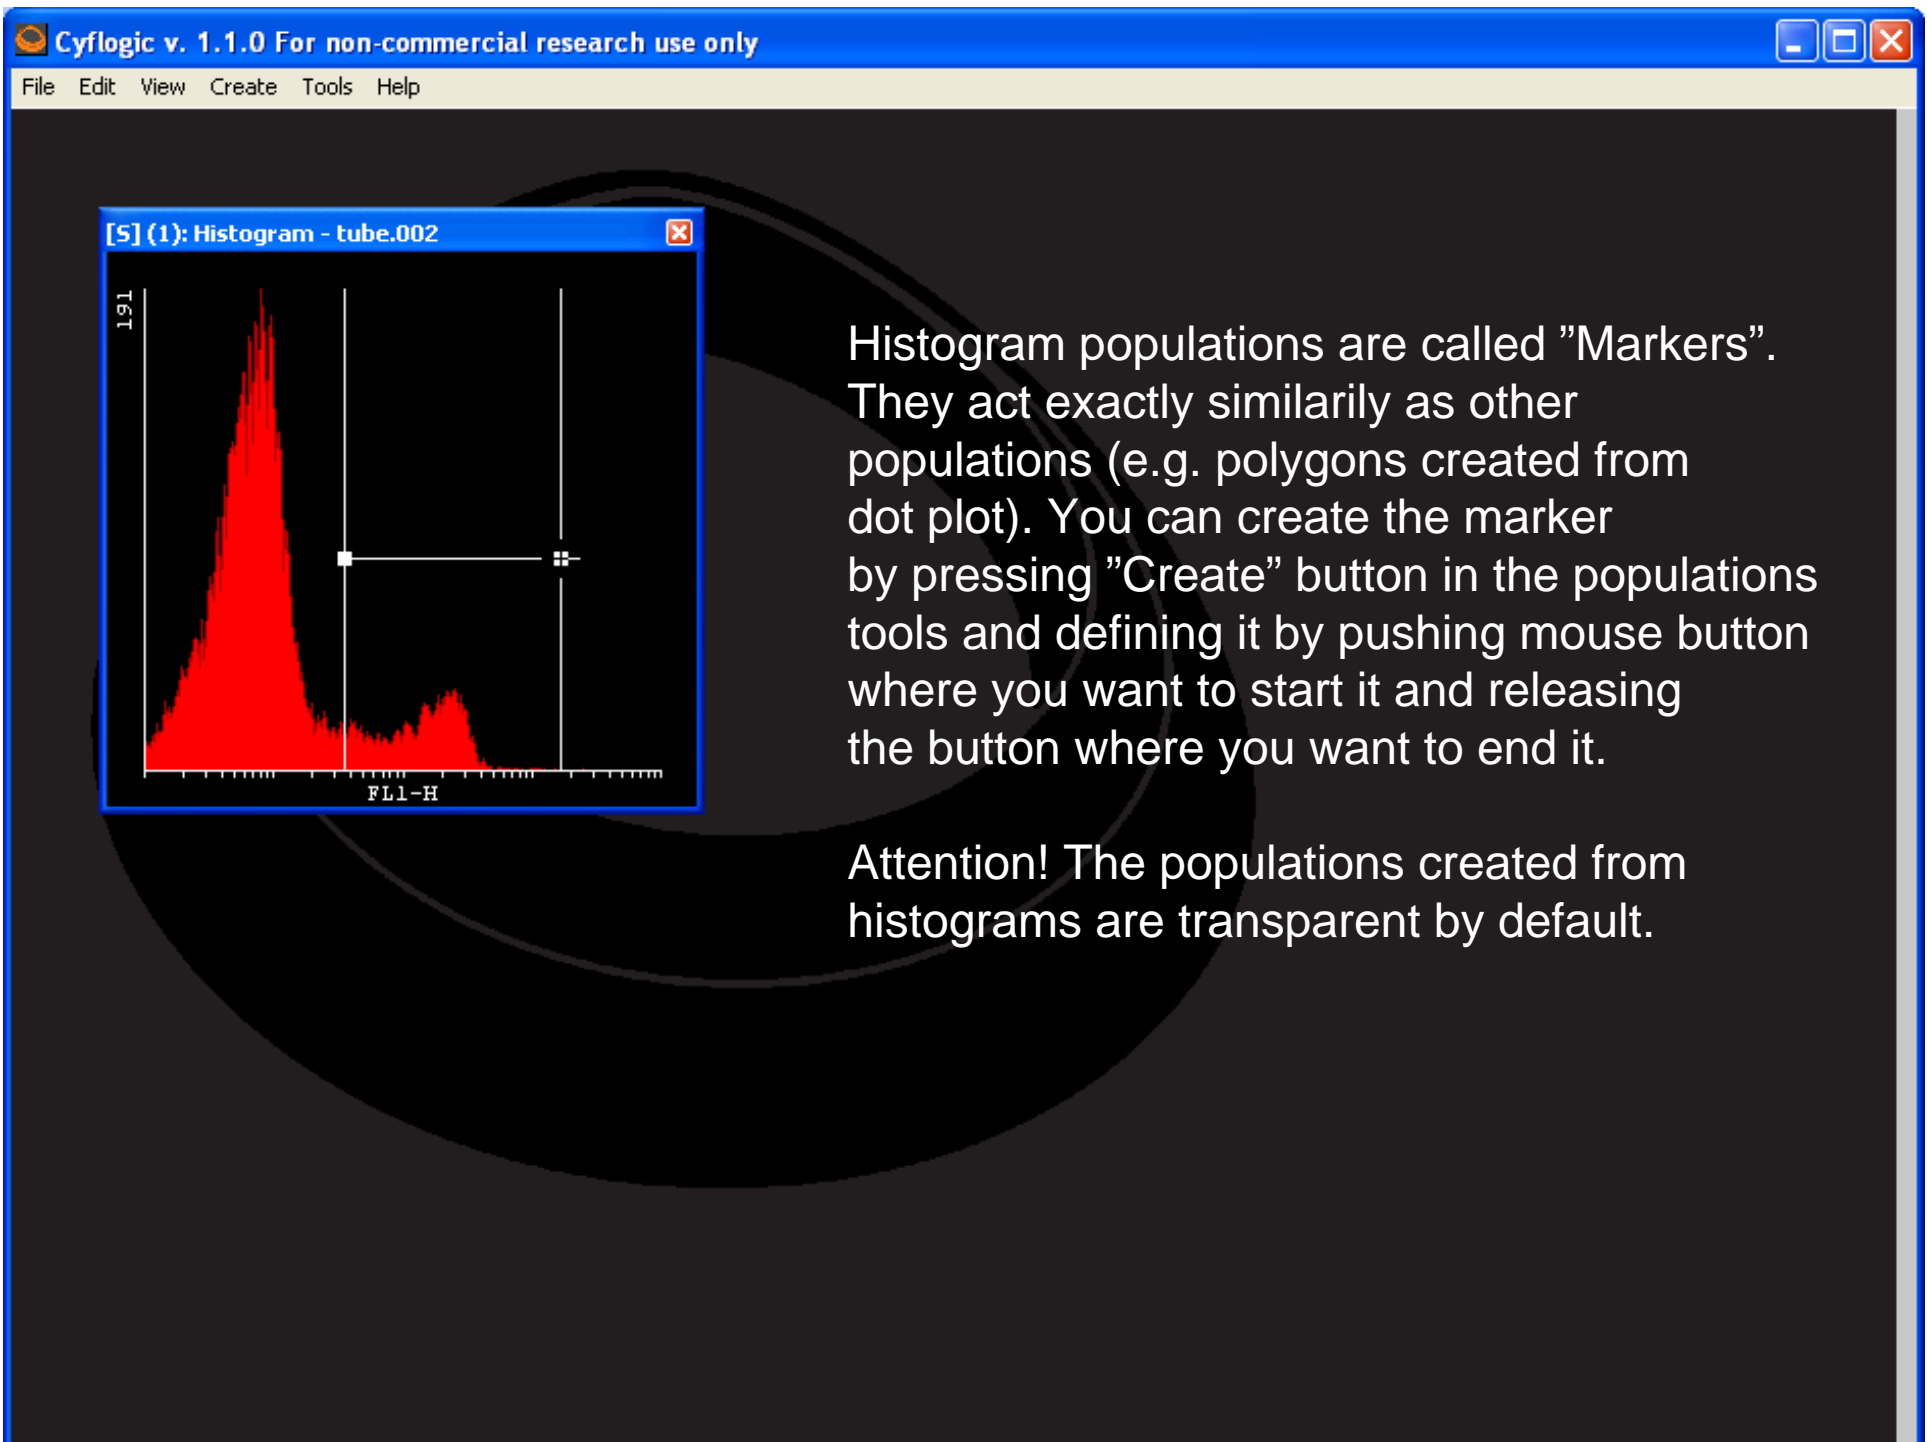 Cyflogic v. 1.1.0 For non-commercial research use only
File Edit View Create Tools Help
[S] (1): Histogram - tube.002
191
FL1-H
Histogram populations are called ”Markers”.
They act exactly similarily as other
populations (e.g. polygons created from
dot plot). You can create the marker
by pressing ”Create” button in the populations
tools and defining it by pushing mouse button
where you want to start it and releasing
the button where you want to end it.
Attention! The populations created from
histograms are transparent by default.